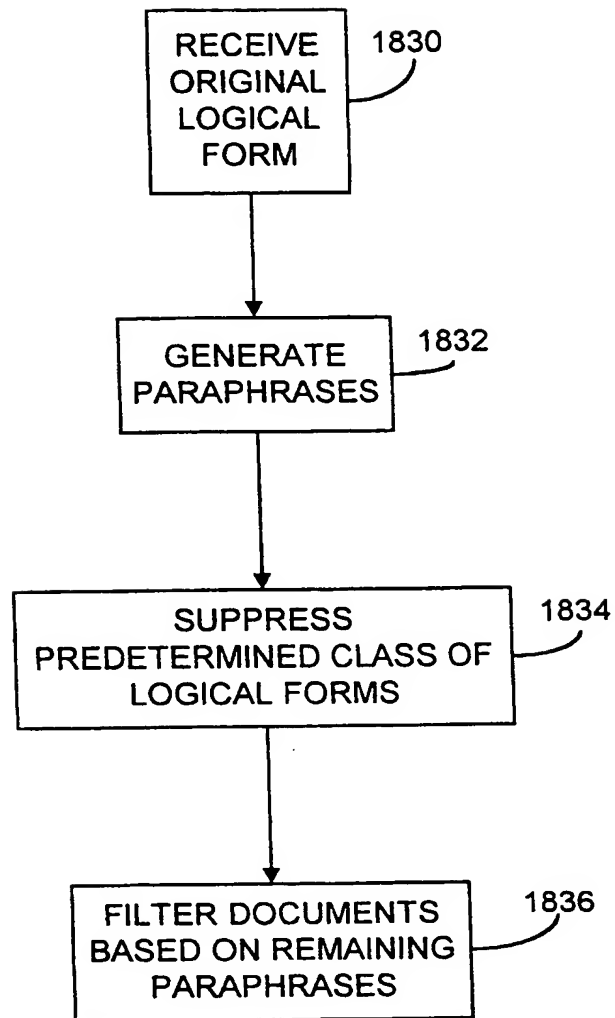 RECEIVE
ORIGINAL
LOGICAL
FORM
1830
GENERATE
PARAPHRASES
1832
SUPPRESS
PREDETERMINED CLASS OF
LOGICAL FORMS
1834
FILTER DOCUMENTS
BASED ON REMAINING
PARAPHRASES
1836